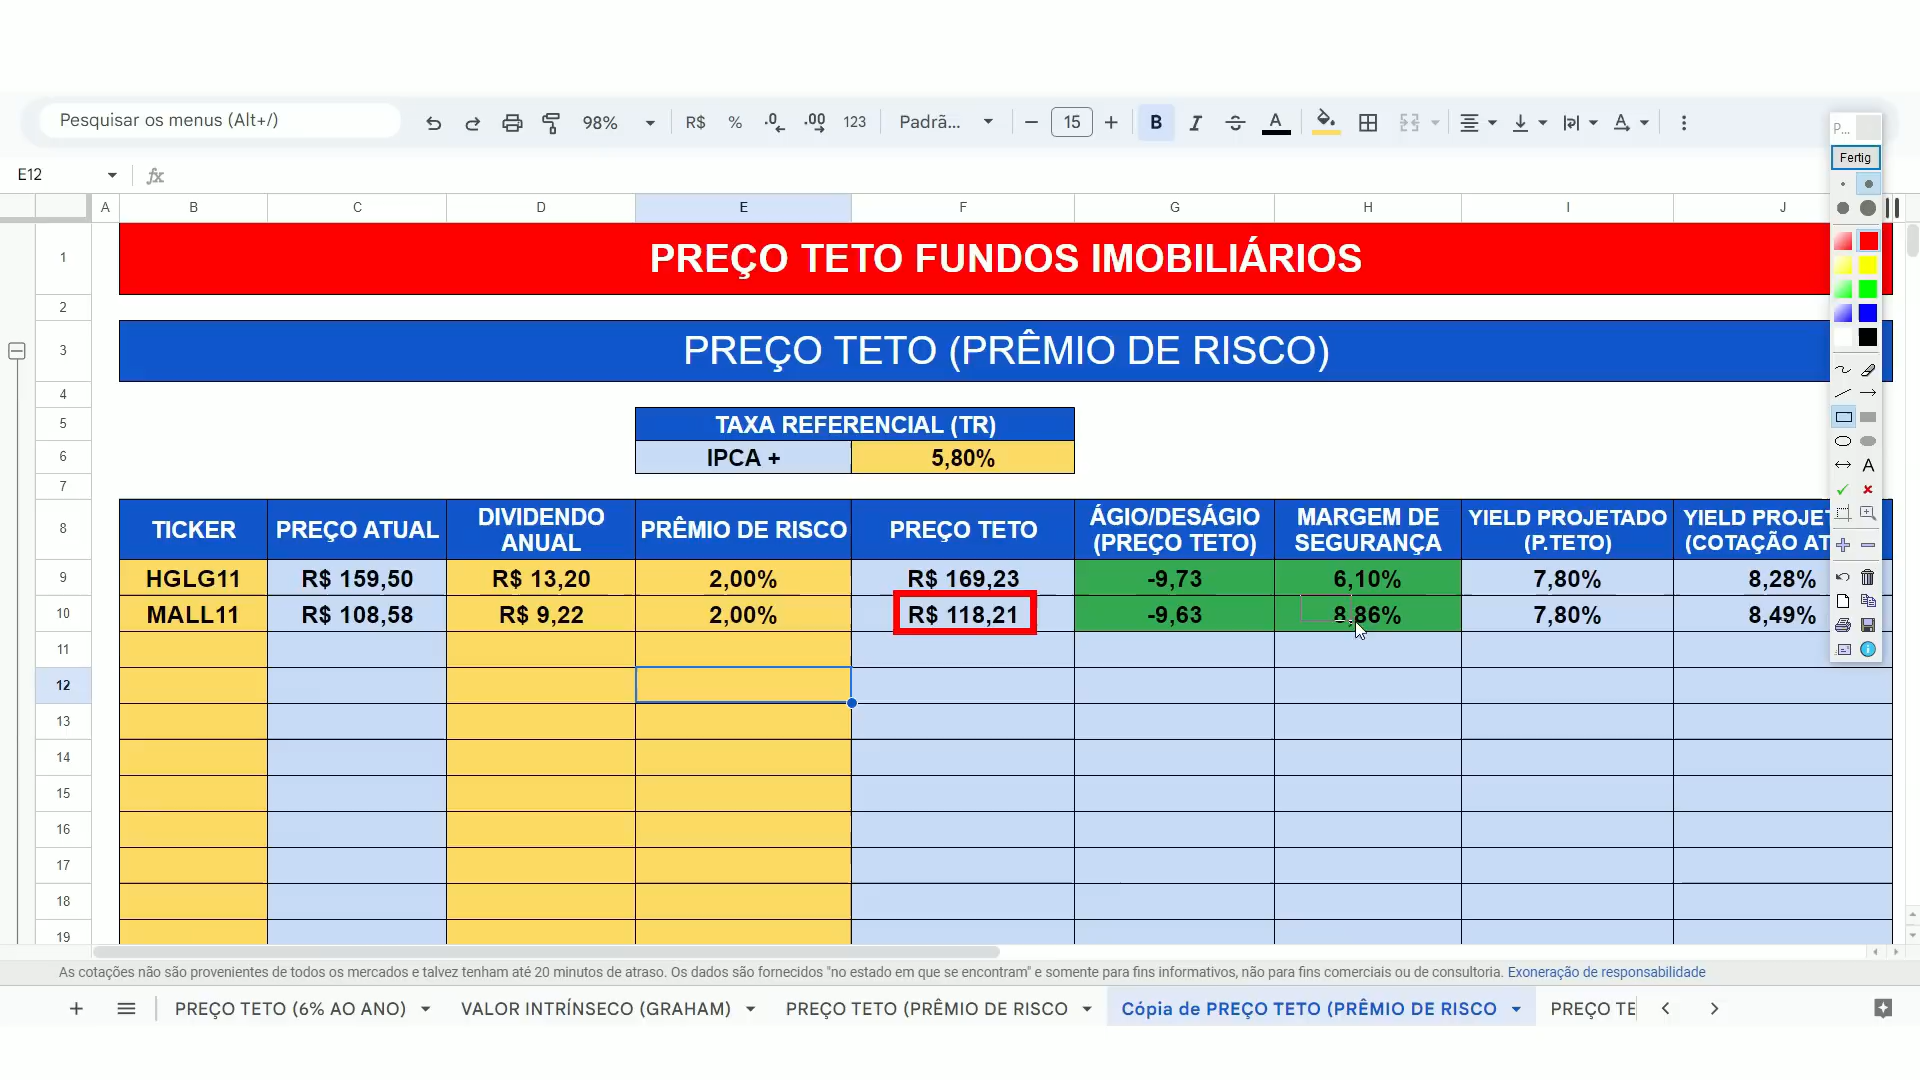 Pesquisar os menus (Alt+/)
98%
R$ % .0 .00 123 Padrã... 15 B I A
P...
Fertig
E12
A B C D E F G H I J
1 PREÇO TETO FUNDOS IMOBILIÁRIOS
2
3 PREÇO TETO (PRÊMIO DE RISCO)
4
5 TAXA REFERENCIAL (TR)
6 IPCA + 5,80%
7
8 TICKER PREÇO ATUAL DIVIDENDO ANUAL PRÊMIO DE RISCO PREÇO TETO ÁGIO/DESÁGIO (PREÇO TETO) MARGEM DE SEGURANÇA YIELD PROJETADO (P.TETO) YIELD PROJET (COTAÇÃO AT
9 HGLG11 R$ 159,50 R$ 13,20 2,00% R$ 169,23 -9,73 6,10% 7,80% 8,28%
10 MALL11 R$ 108,58 R$ 9,22 2,00% R$ 118,21 -9,63 8,86% 7,80% 8,49%
11
12
13
14
15
16
17
18
19
As cotações não são provenientes de todos os mercados e talvez tenham até 20 minutos de atraso. Os dados são fornecidos "no estado em que se encontram" e somente para fins informativos, não para fins comerciais ou de consultoria. Exoneração de responsabilidade
PREÇO TETO (6% AO ANO) VALOR INTRÍNSECO (GRAHAM) PREÇO TETO (PRÊMIO DE RISCO Cópia de PREÇO TETO (PRÊMIO DE RISCO PREÇO TE